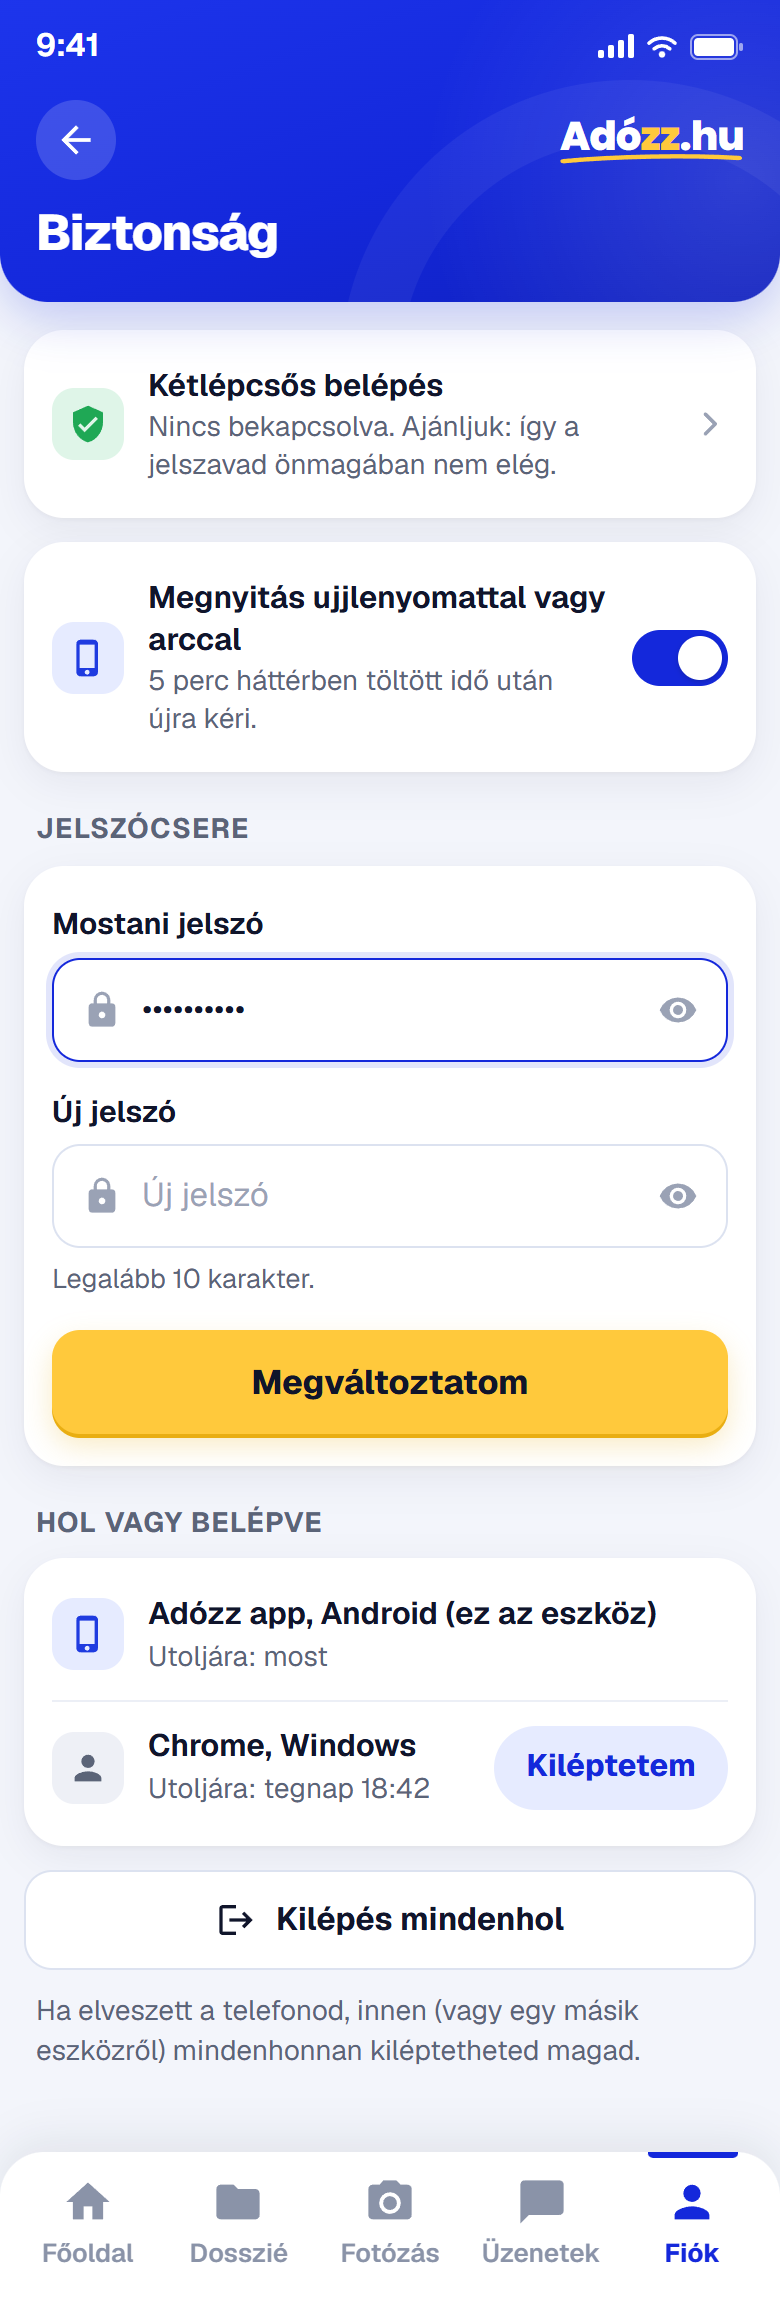 9:41
Adózz.hu
Biztonság
Kétlépcsős belépés
Nincs bekapcsolva. Ajánljuk: így a
jelszavad önmagában nem elég.
Megnyitás ujjlenyomattal vagy
arccal
5 perc háttérben töltött idő után
újra kéri.
JELSZÓCSERE
Mostani jelszó
••••••••••
Új jelszó
Új jelszó
Legalább 10 karakter.
Megváltoztatom
HOL VAGY BELÉPVE
Adózz app, Android (ez az eszköz)
Utoljára: most
Chrome, Windows
Utoljára: tegnap 18:42
Kiléptetem
Kilépés mindenhol
Ha elveszett a telefonod, innen (vagy egy másik
eszközről) mindenhonnan kiléptetheted magad.
Főoldal
Dosszié
Fotózás
Üzenetek
Fiók